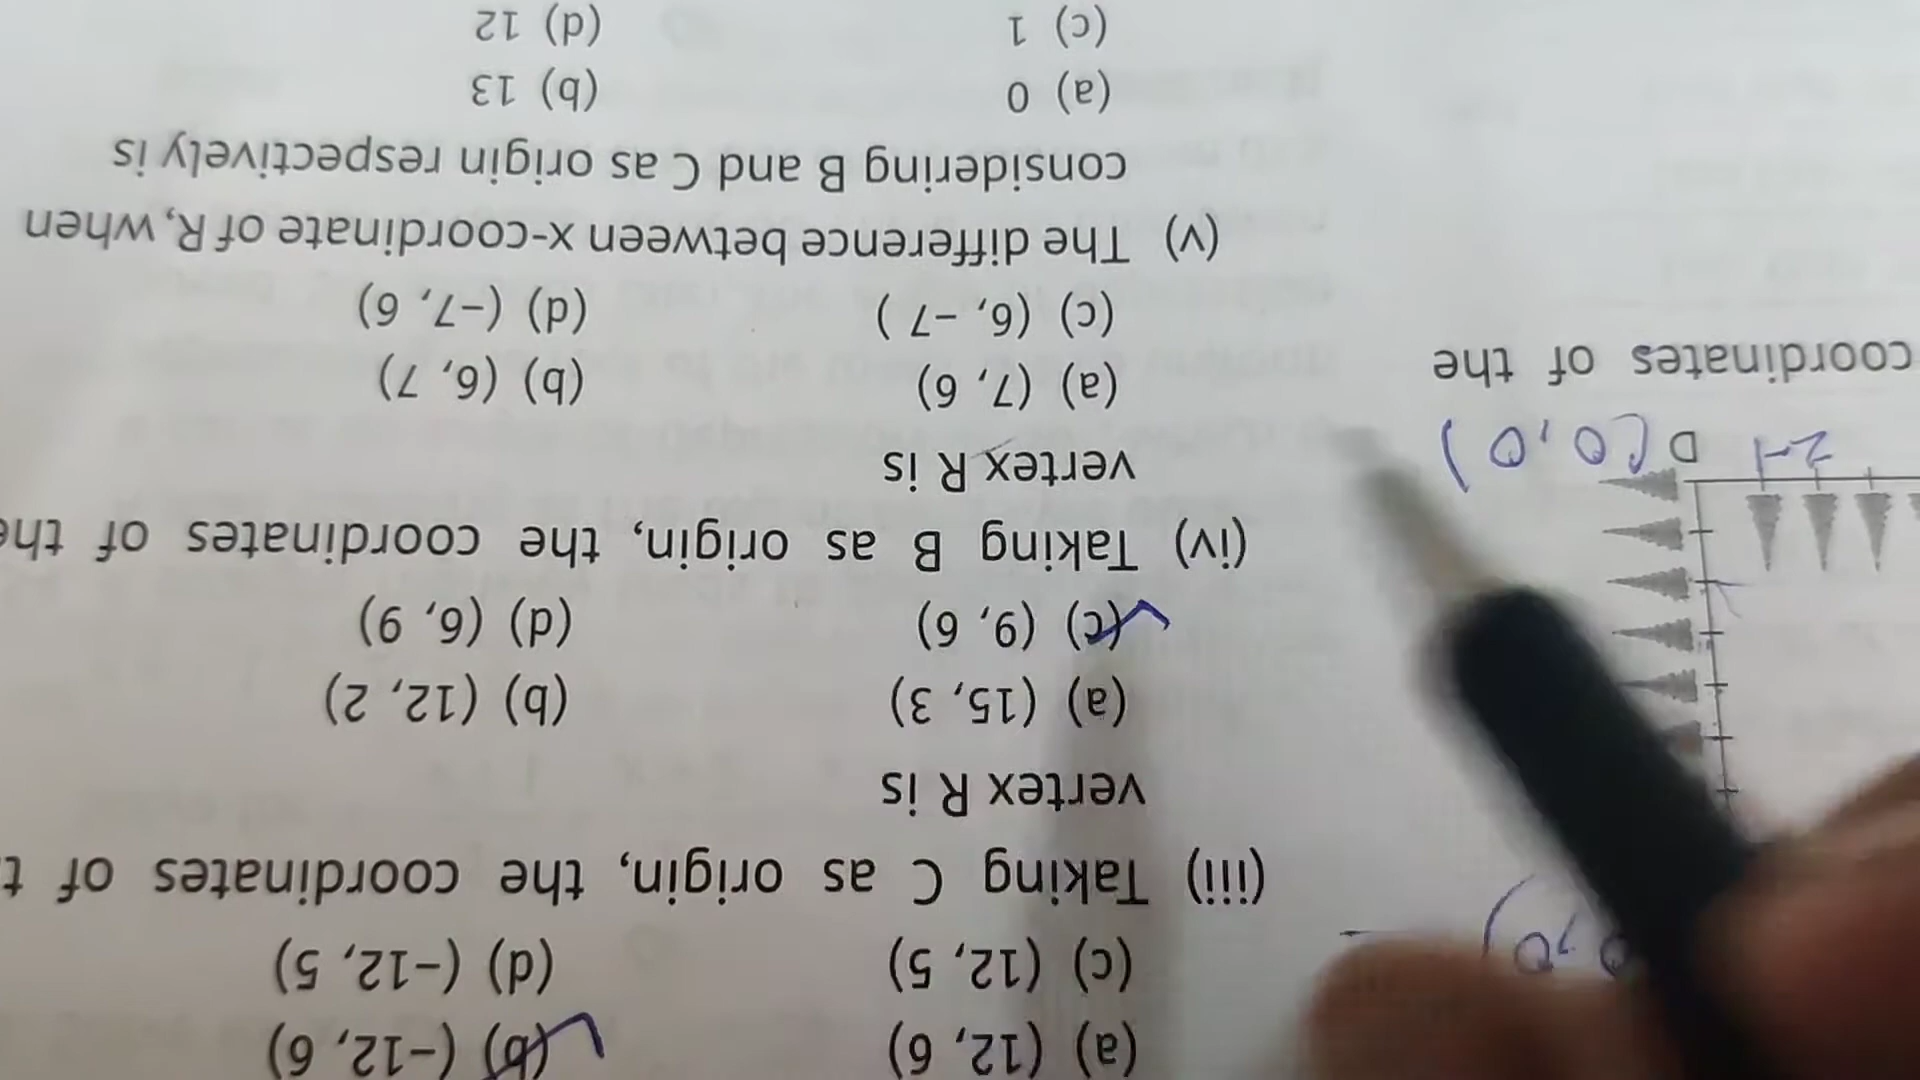 (a) (12, 6) (b) (−12, 6)
(c) (12, 5) (d) (−12, 5)
(iii) Taking C as origin, the coordinates of
vertex R is
(a) (15, 3) (b) (12, 2)
(c) (9, 6) (d) (6, 9)
(iv) Taking B as origin, the coordinates of the
vertex R is
(a) (7, 6) (b) (6, 7)
(c) (6, −7 ) (d) (−7, 6)
(v) The difference between x-coordinate of R, when
considering B and C as origin respectively is
(a) 0 (b) 13
(c) 1 (d) 12
2 1 D (0, 0)
coordinates of the